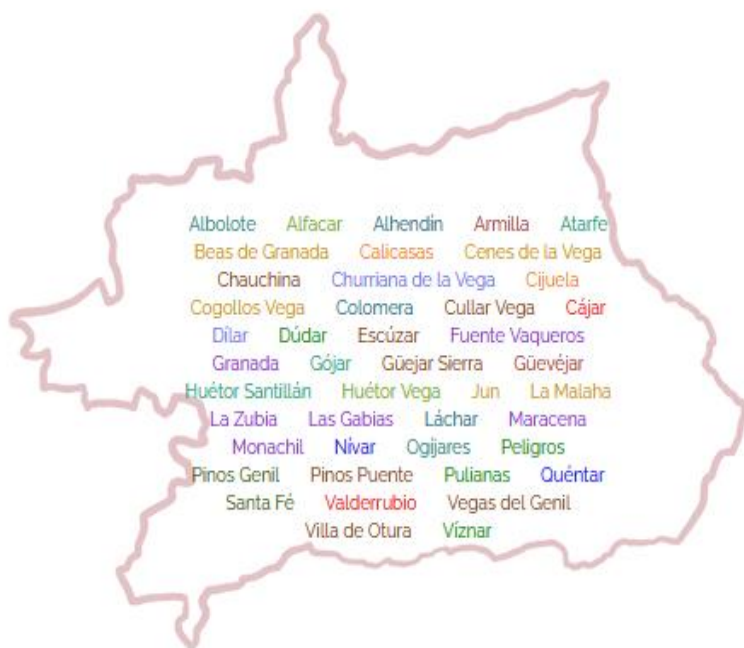 Albolote Alfacar Alhendín Armilla Atarfe
Beas de Granada Calicasas Cenes de la Vega
Chauchina Churriana de la Vega Cijuela
Cogollos Vega Colomera Cullar Vega Cájar
Dílar Dúdar Escúzar Fuente Vaqueros
Granada Gójar Güejar Sierra Güevéjar
Huétor Santillán Huétor Vega Jun La Malaha
La Zubia Las Gabias Láchar Maracena
Monachil Nívar Ogíjares Peligros
Pinos Genil Pinos Puente Pulianas Quéntar
Santa Fé Valderrubio Vegas del Genil
Villa de Otura Víznar